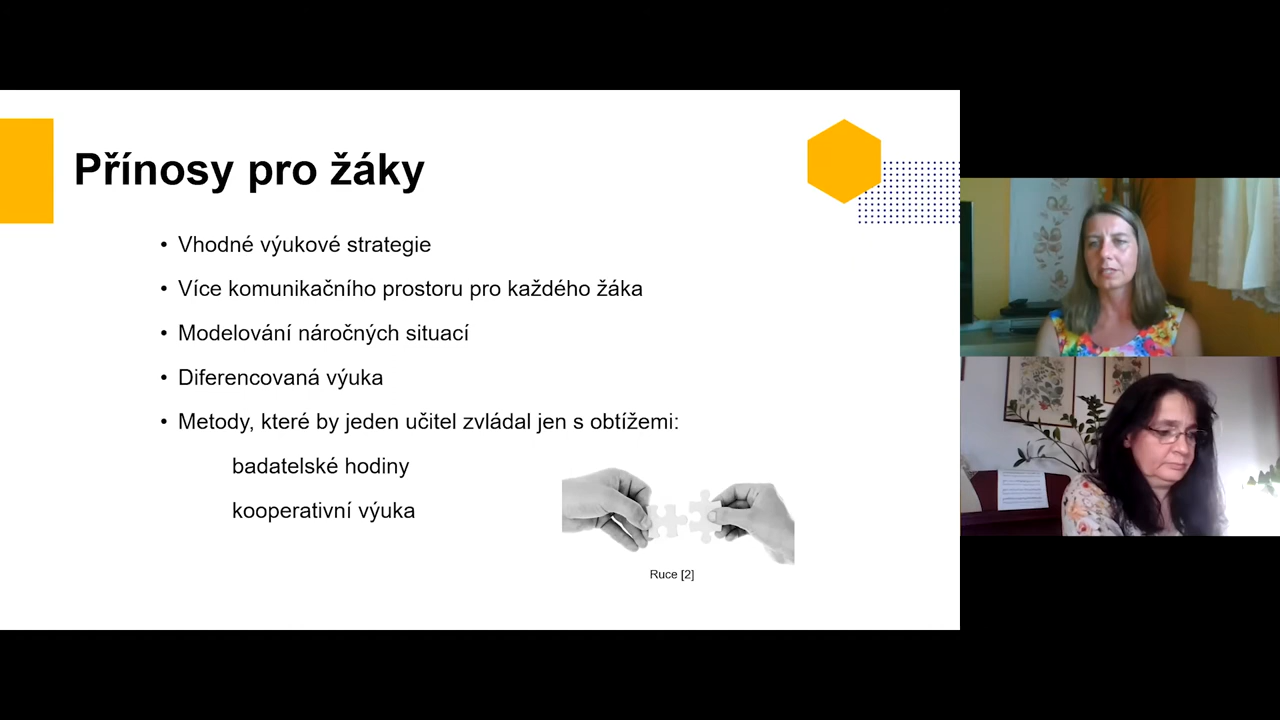 Přínosy pro žáky
• Vhodné výukové strategie
• Více komunikačního prostoru pro každého žáka
• Modelování náročných situací
• Diferencovaná výuka
• Metody, které by jeden učitel zvládal jen s obtížemi:
badatelské hodiny
kooperativní výuka
Ruce [2]